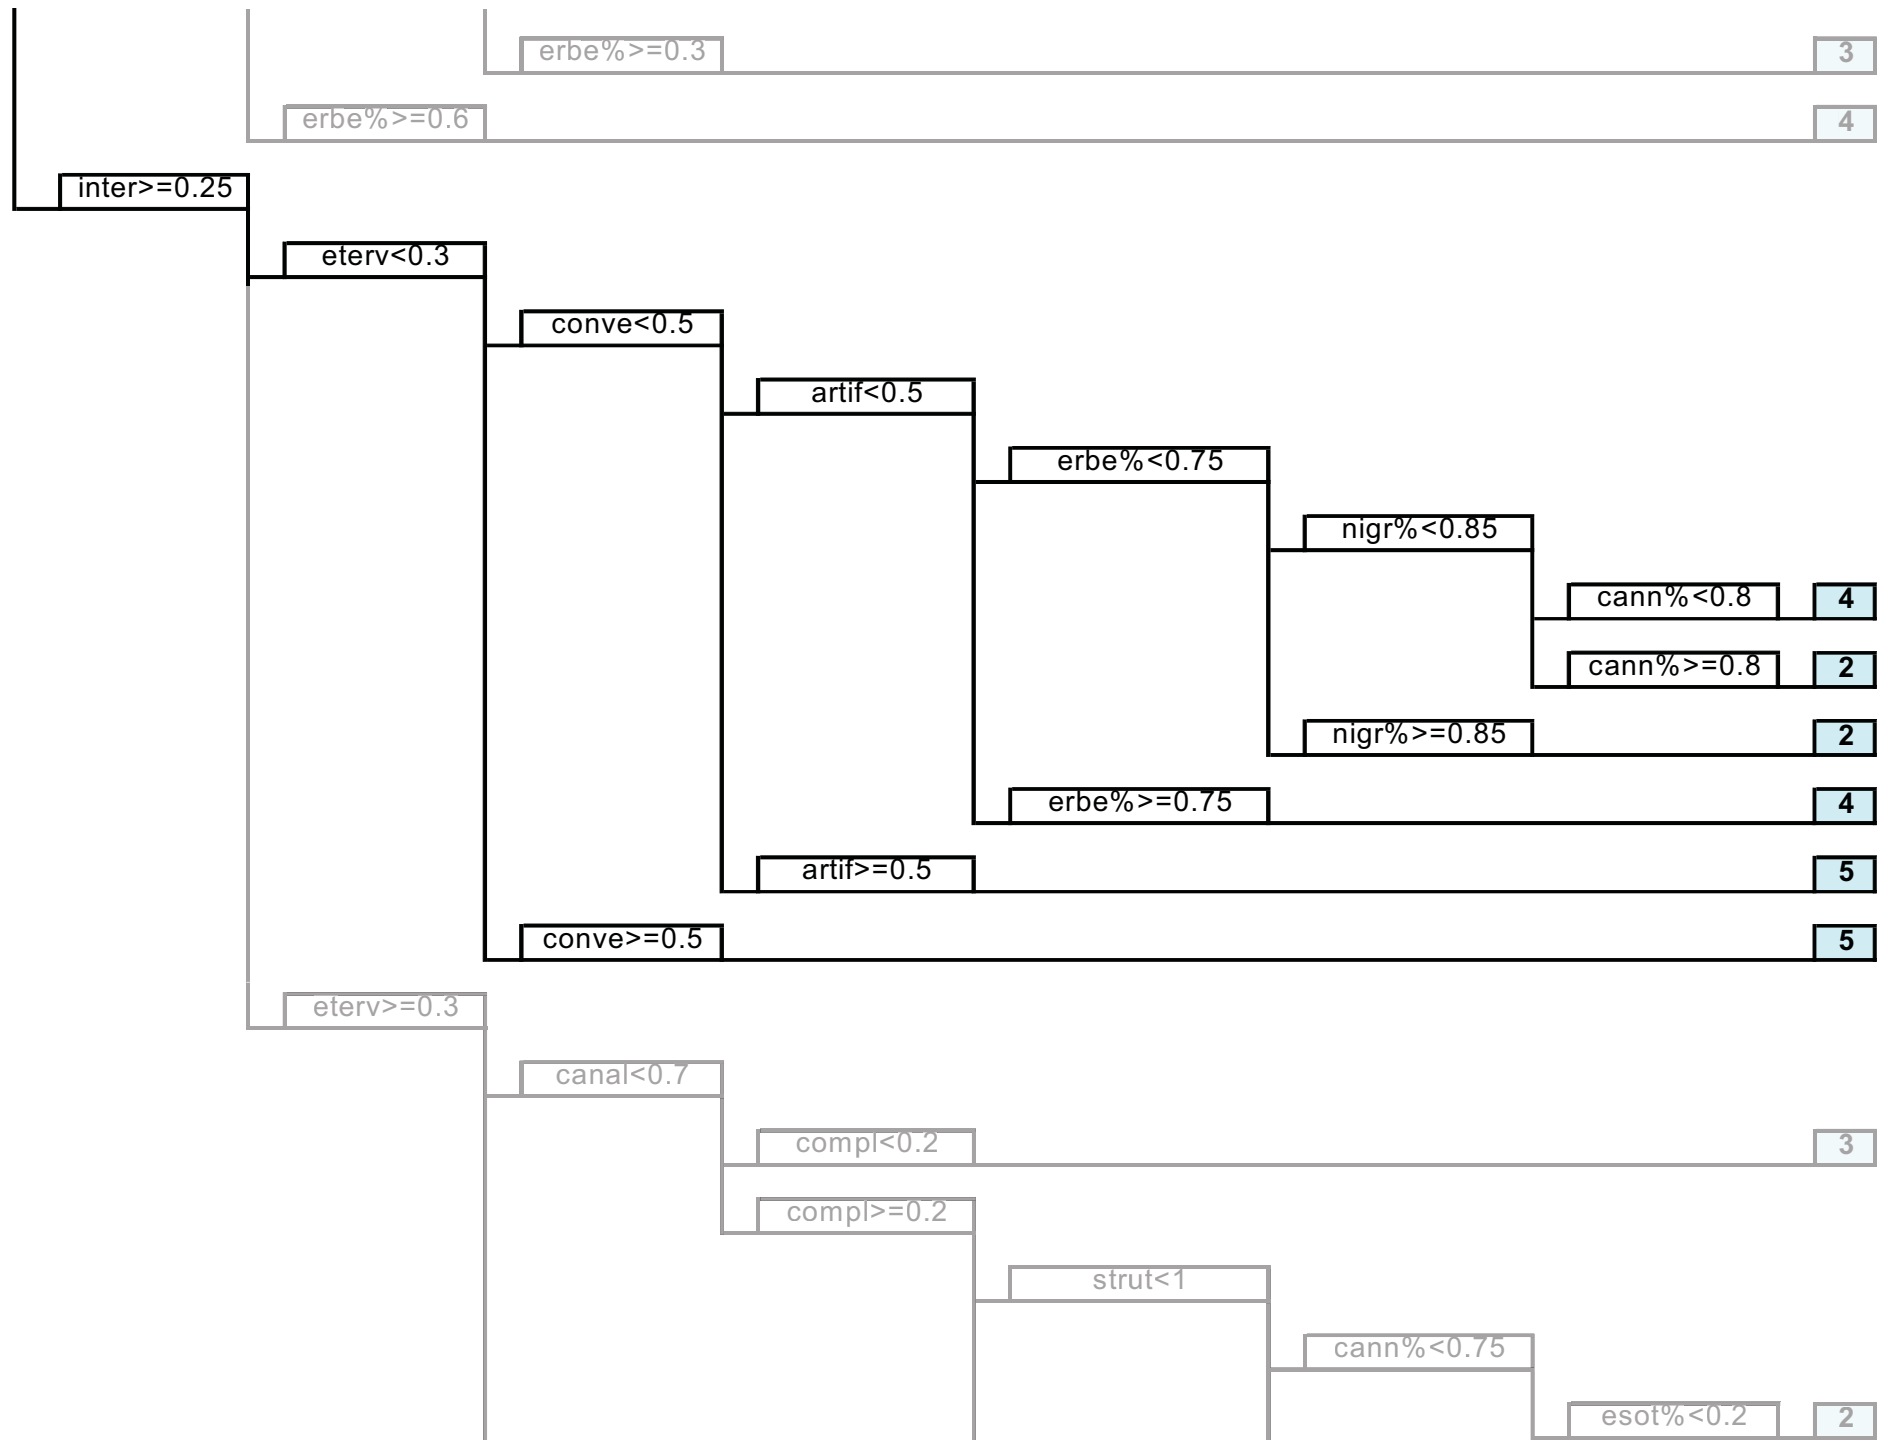 erbe%>=0.3 3
erbe%>=0.6 4
inter>=0.25
eterv<0.3
conve<0.5
artif<0.5
erbe%<0.75
nigr%<0.85
cann%<0.8 4
cann%>=0.8 2
nigr%>=0.85 2
erbe%>=0.75 4
artif>=0.5 5
conve>=0.5 5
eterv>=0.3
canal<0.7
compl<0.2 3
compl>=0.2
strut<1
cann%<0.75
esot%<0.2 2